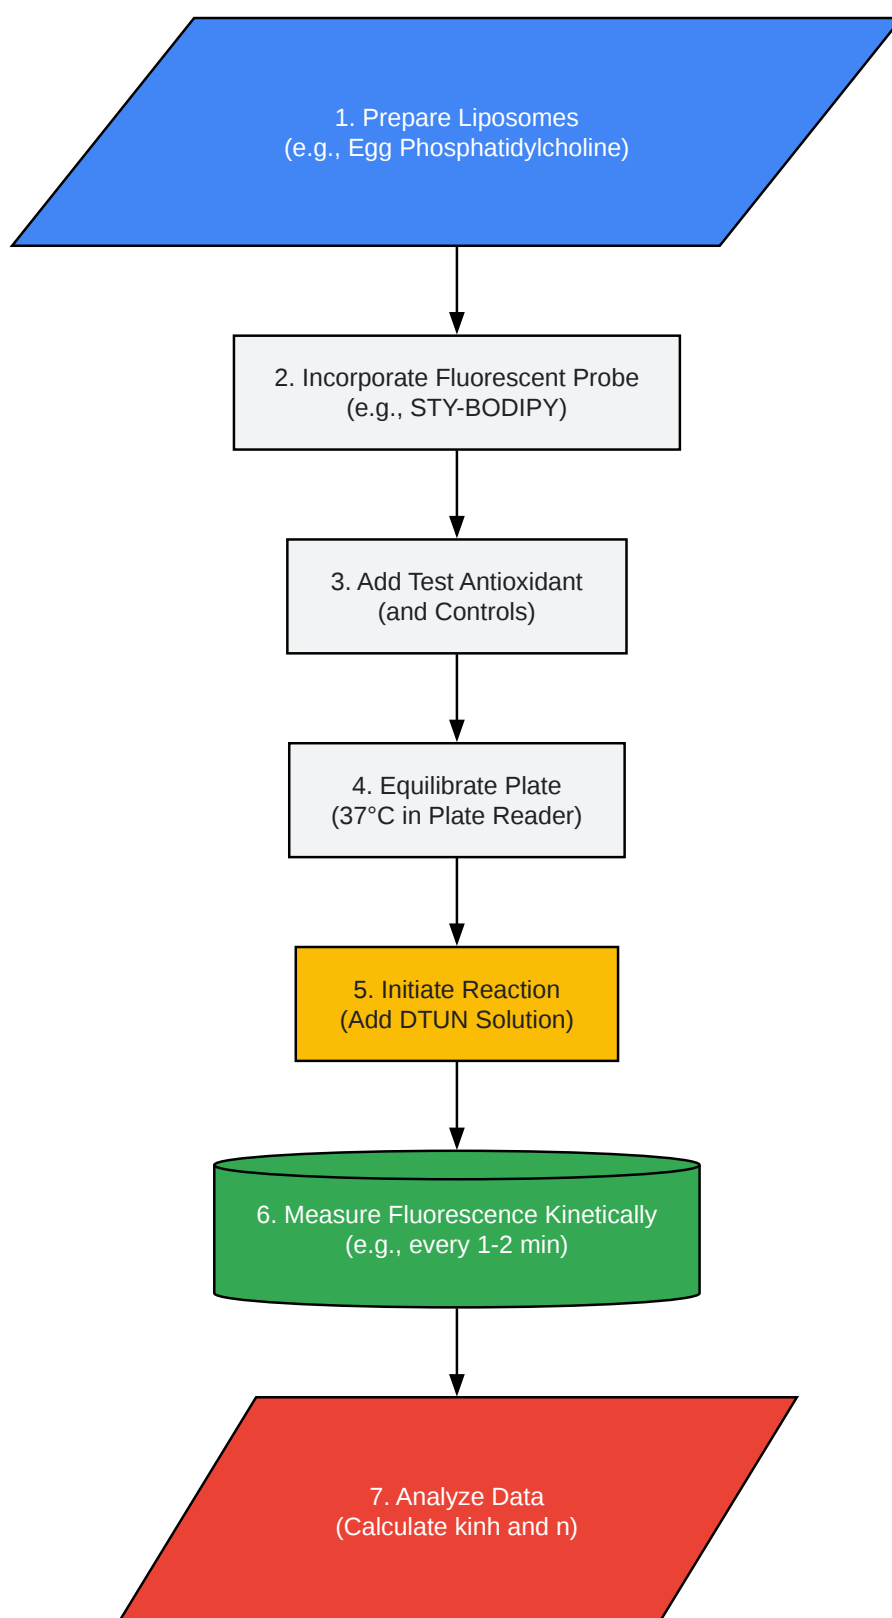 1. Prepare Liposomes
(e.g., Egg Phosphatidylcholine)
2. Incorporate Fluorescent Probe
(e.g., STY-BODIPY)
3. Add Test Antioxidant
(and Controls)
4. Equilibrate Plate
(37°C in Plate Reader)
5. Initiate Reaction
(Add DTUN Solution)
6. Measure Fluorescence Kinetically
(e.g., every 1-2 min)
7. Analyze Data
(Calculate kinh and n)